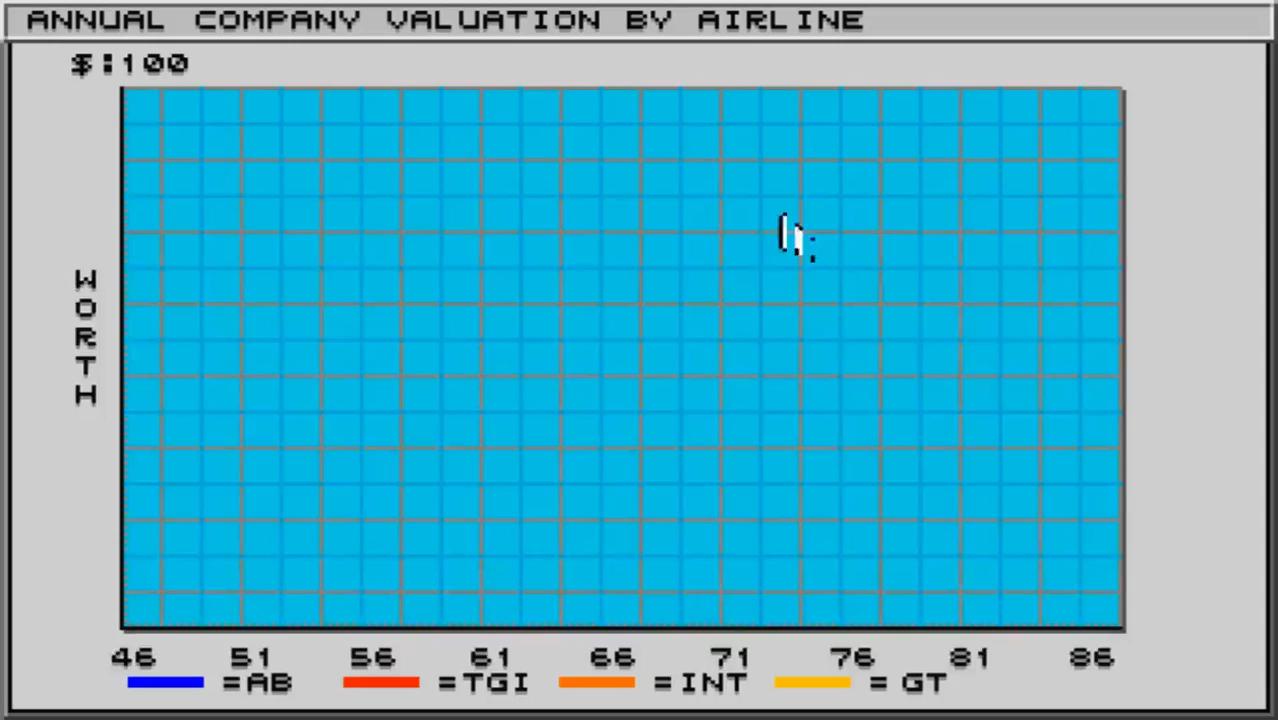 ANNUAL COMPANY VALUATION BY AIRLINE
$:100
WORTH
46 51 56 61 66 71 76 81 86
=AB =TGI =INT = GT